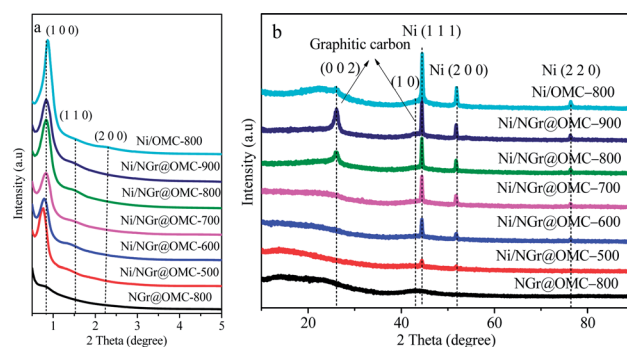 a
(1 0 0)
(1 1 0)
(2 0 0)
Ni/OMC-800
Ni/NGr@OMC-900
Ni/NGr@OMC-800
Ni/NGr@OMC-700
Ni/NGr@OMC-600
Ni/NGr@OMC-500
NGr@OMC-800
Intensity (a.u)
1 2 3 4 5
2 Theta (degree)
b
Ni (1 1 1)
Graphitic carbon
(0 0 2)
(1 0)
Ni (2 0 0)
Ni (2 2 0)
Ni/OMC–800
Ni/NGr@OMC–900
Ni/NGr@OMC–800
Ni/NGr@OMC–700
Ni/NGr@OMC–600
Ni/NGr@OMC–500
NGr@OMC–800
Intensity (a.u)
20 40 60 80
2 Theta (degree)